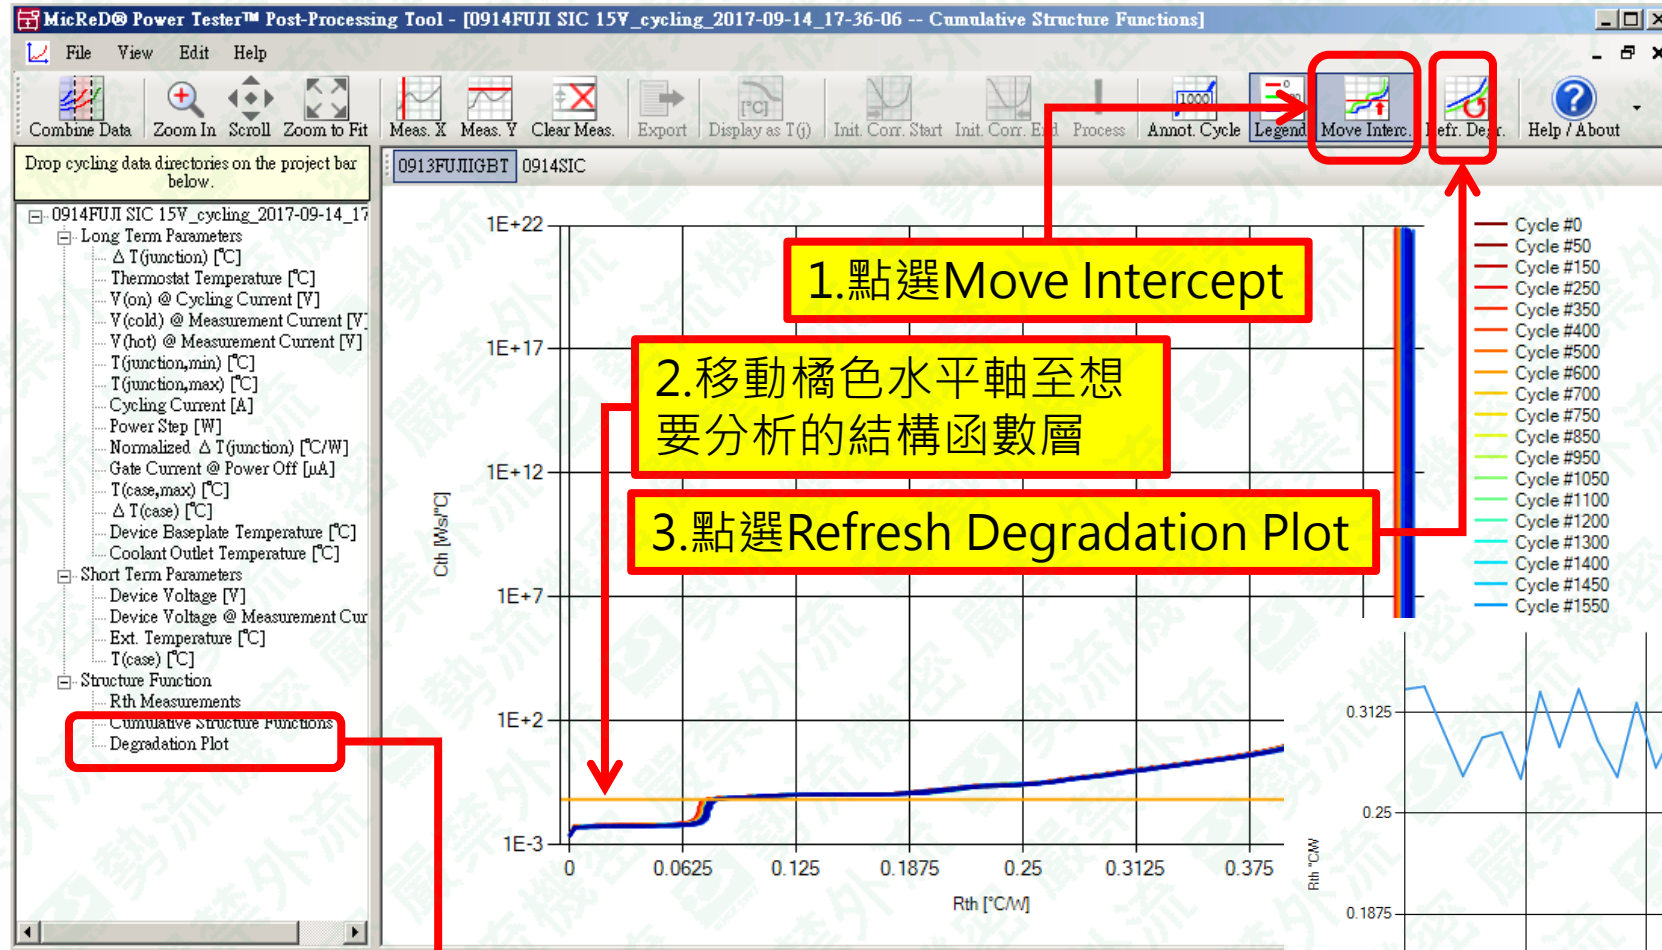 MicReD® Power Tester™ Post-Processing Tool - [0914FUJI SIC 15V_cycling_2017-09-14_17-36-06 -- Cumulative Structure Functions]
File View Edit Help
Combine Data Zoom In Scroll Zoom to Fit Meas. X Meas. Y Clear Meas. Export Display as T(j) Init. Corr. Start Init. Corr. End Process Annot. Cycle Legend Move Interc. Refr. Degr. Help / About
[°C]
1000
Drop cycling data directories on the project bar
below.
0913FUJIIGBT 0914SIC
0914FUJI SIC 15V_cycling_2017-09-14_17
Long Term Parameters
Δ T(junction) [°C]
Thermostat Temperature [°C]
V(on) @ Cycling Current [V]
V(cold) @ Measurement Current [V]
V(hot) @ Measurement Current [V]
T(junction,min) [°C]
T(junction,max) [°C]
Cycling Current [A]
Power Step [W]
Normalized Δ T(junction) [°C/W]
Gate Current @ Power Off [µA]
T(case,max) [°C]
Δ T(case) [°C]
Device Baseplate Temperature [°C]
Coolant Outlet Temperature [°C]
Short Term Parameters
Device Voltage [V]
Device Voltage @ Measurement Cur
Ext. Temperature [°C]
T(case) [°C]
Structure Function
Rth Measurements
Cumulative Structure Functions
Degradation Plot
1.點選Move Intercept
2.移動橘色水平軸至想
要分析的結構函數層
3.點選Refresh Degradation Plot
1E+22
1E+17
1E+12
1E+7
1E+2
1E-3
Cth [Ws/°C]
0 0.0625 0.125 0.1875 0.25 0.3125 0.375
Rth [°C/W]
Cycle #0
Cycle #50
Cycle #150
Cycle #250
Cycle #350
Cycle #400
Cycle #500
Cycle #600
Cycle #700
Cycle #750
Cycle #850
Cycle #950
Cycle #1050
Cycle #1100
Cycle #1200
Cycle #1300
Cycle #1400
Cycle #1450
Cycle #1550
0.3125
0.25
0.1875
Rth °C/W
勢流機密 嚴禁外流